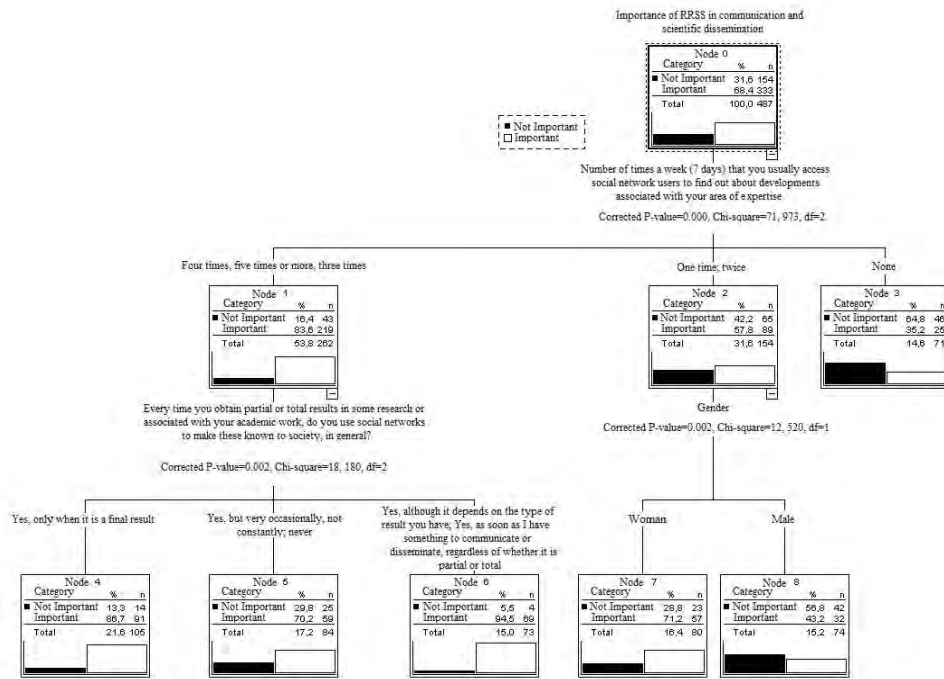 Importance of RRSS in communication and
scientific dissemination
Node 0
Category % n
Not Important 31,6 154
Important 68,4 333
Total 100,0 487
Not Important
Important
Number of times a week (7 days) that you usually access
social network users to find out about developments
associated with your area of expertise
Corrected P-value=0.000, Chi-square=71, 973, df=2
Four times, five times or more, three times
One time; twice
None
Node 1
Category % n
Not Important 16,4 43
Important 83,6 219
Total 53,8 262
Node 2
Category % n
Not Important 42,2 65
Important 57,8 89
Total 31,6 154
Node 3
Category % n
Not Important 64,8 46
Important 35,2 25
Total 14,6 71
Every time you obtain partial or total results in some research or
associated with your academic work, do you use social networks
to make these known to society, in general?
Corrected P-value=0.002, Chi-square=18, 180, df=2
Gender
Corrected P-value=0.002, Chi-square=12, 520, df=1
Yes, only when it is a final result
Yes, but very occasionally, not
constantly; never
Yes, although it depends on the type of
result you have; Yes, as soon as I have
something to communicate or
disseminate, regardless of whether it is
partial or total
Woman
Male
Node 4
Category % n
Not Important 13,3 14
Important 86,7 91
Total 21,6 105
Node 5
Category % n
Not Important 29,8 25
Important 70,2 59
Total 17,2 84
Node 6
Category % n
Not Important 5,5 4
Important 94,5 69
Total 15,0 73
Node 7
Category % n
Not Important 28,8 23
Important 71,2 57
Total 16,4 80
Node 8
Category % n
Not Important 56,8 42
Important 43,2 32
Total 15,2 74